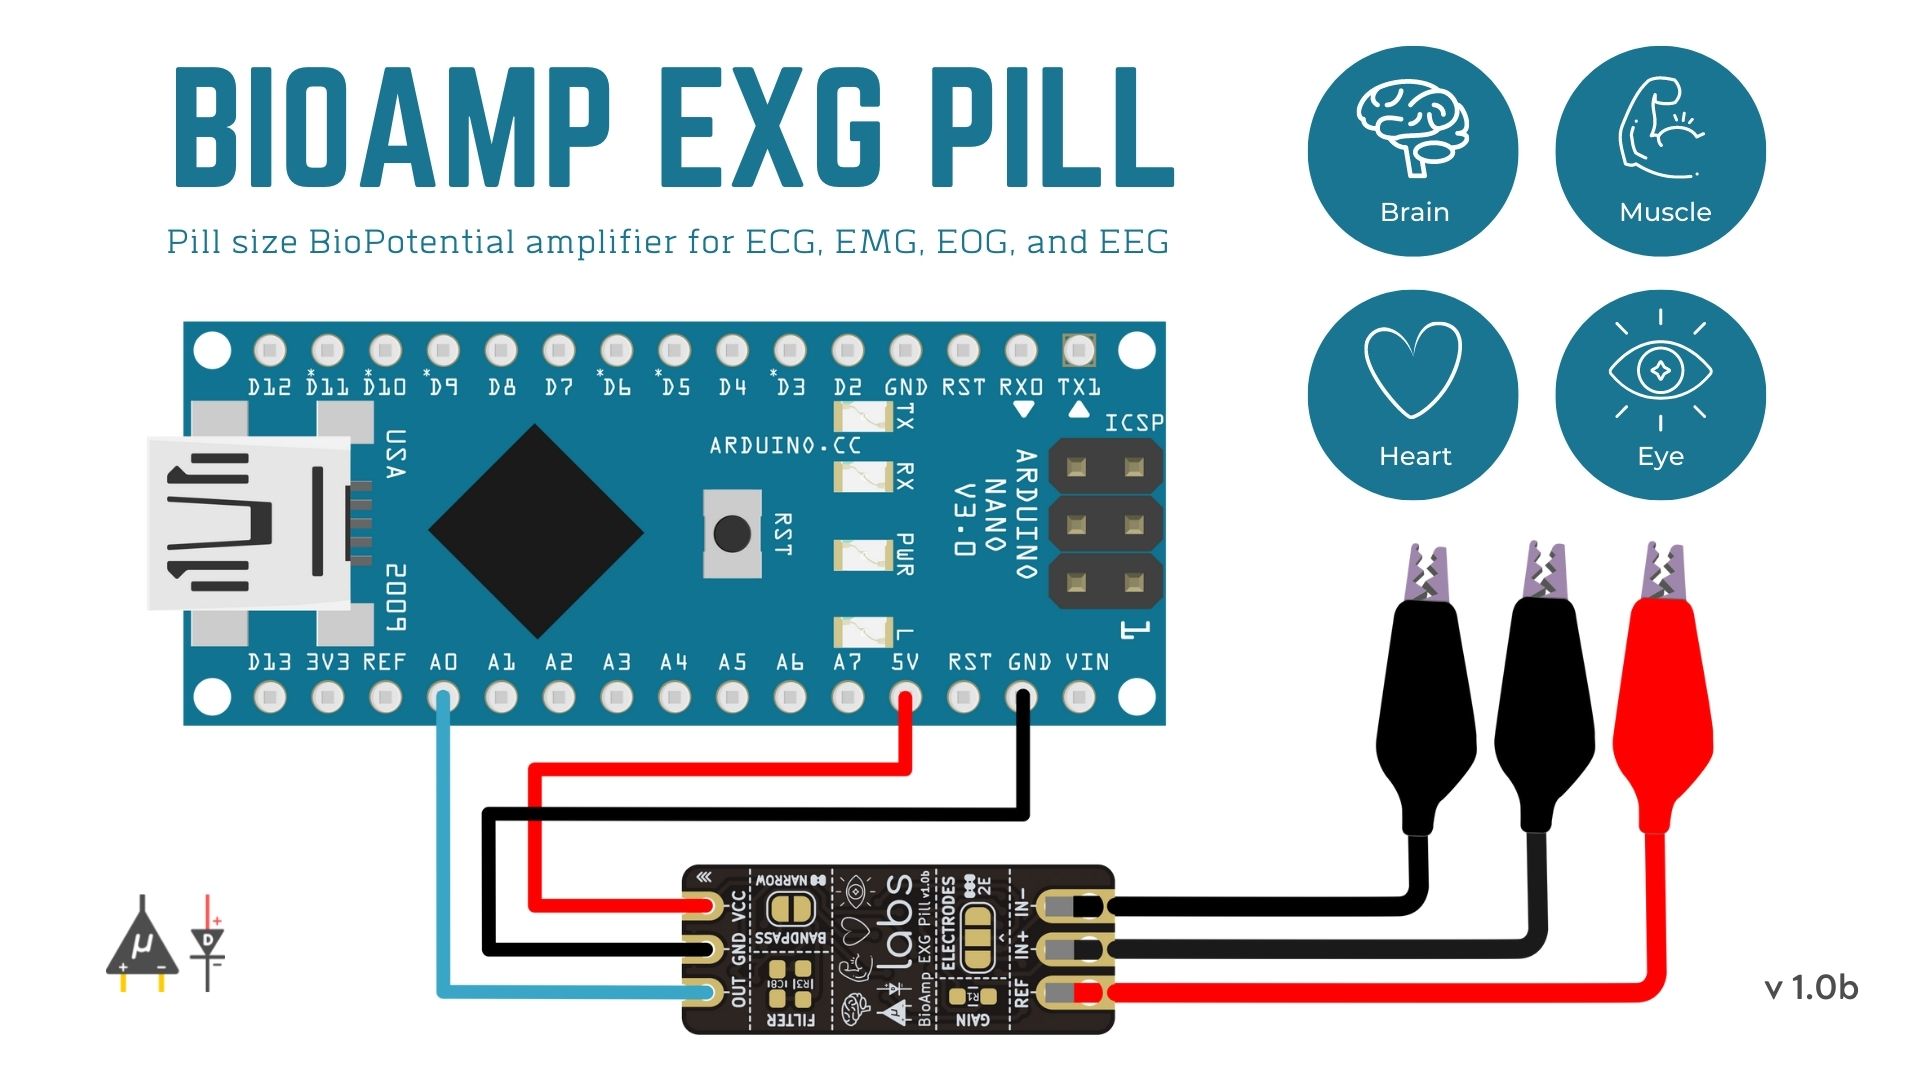 BIOAMP EXG PILL
Pill size BioPotential amplifier for ECG, EMG, EOG, and EEG
Brain
Muscle
Heart
Eye
D12 *D11 *D10 *D9 D8 D7 *D6 *D5 D4 *D3 D2 GND RST RX0 TX1
ICSP
TX
ARDUINO.CC
RX
USA
RST
ARDUINO
NANO
V3.0
PWR
2009
L
1
D13 3V3 REF A0 A1 A2 A3 A4 A5 A6 A7 5V RST GND VIN
VCC
GND
OUT
NARROW
BANDPASS
R3
C8
FILTER
labs
BioAmp EXG Pill v1.0b
ELECTRODES
2E
R1
GAIN
IN-
IN+
REF
μ
+ -
D
+
-
v 1.0b